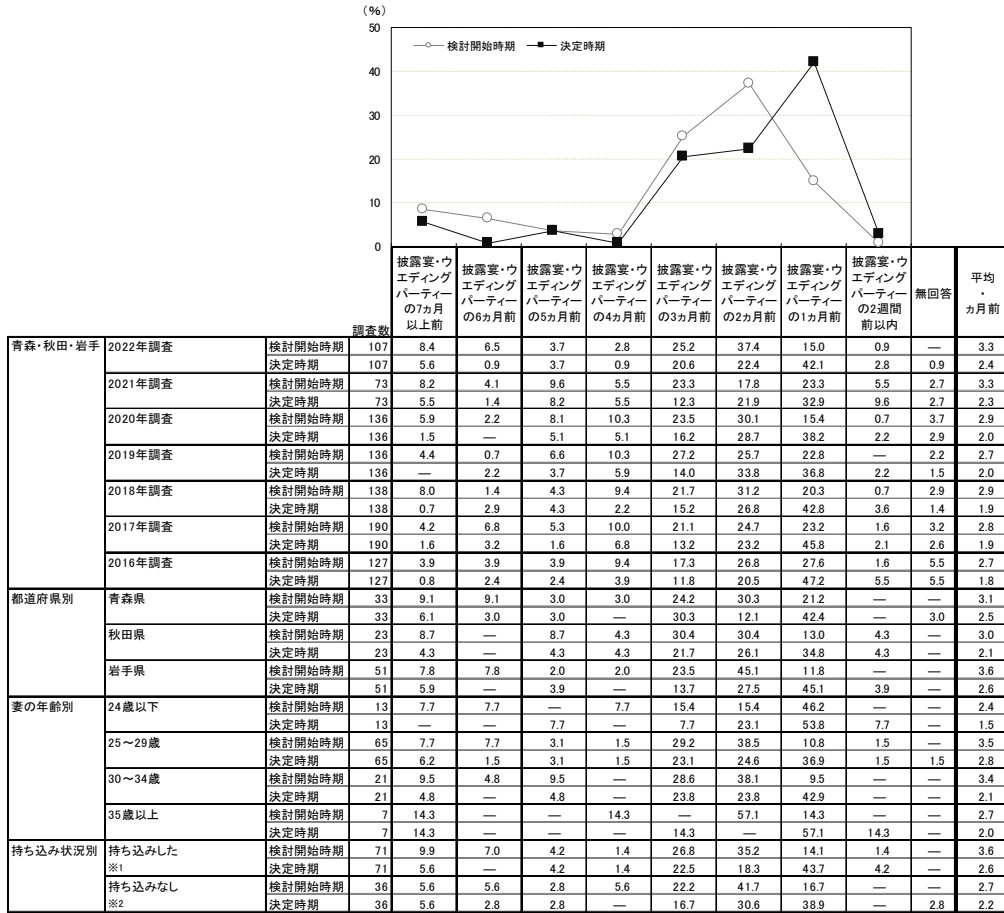 （%）
50
40
30
20
10
0
検討開始時期 決定時期
調査数
披露宴・ウエディングパーティーの7ヵ月以上前
披露宴・ウエディングパーティーの6ヵ月前
披露宴・ウエディングパーティーの5ヵ月前
披露宴・ウエディングパーティーの4ヵ月前
披露宴・ウエディングパーティーの3ヵ月前
披露宴・ウエディングパーティーの2ヵ月前
披露宴・ウエディングパーティーの1ヵ月前
披露宴・ウエディングパーティーの2週間前以内
無回答
平均・ヵ月前
青森・秋田・岩手 2022年調査 検討開始時期 107 8.4 6.5 3.7 2.8 25.2 37.4 15.0 0.9 — 3.3
決定時期 107 5.6 0.9 3.7 0.9 20.6 22.4 42.1 2.8 0.9 2.4
2021年調査 検討開始時期 73 8.2 4.1 9.6 5.5 23.3 17.8 23.3 5.5 2.7 3.3
決定時期 73 5.5 1.4 8.2 5.5 12.3 21.9 32.9 9.6 2.7 2.3
2020年調査 検討開始時期 136 5.9 2.2 8.1 10.3 23.5 30.1 15.4 0.7 3.7 2.9
決定時期 136 1.5 — 5.1 5.1 16.2 28.7 38.2 2.2 2.9 2.0
2019年調査 検討開始時期 136 4.4 0.7 6.6 10.3 27.2 25.7 22.8 — 2.2 2.7
決定時期 136 — 2.2 3.7 5.9 14.0 33.8 36.8 2.2 1.5 2.0
2018年調査 検討開始時期 138 8.0 1.4 4.3 9.4 21.7 31.2 20.3 0.7 2.9 2.9
決定時期 138 0.7 2.9 4.3 2.2 15.2 26.8 42.8 3.6 1.4 1.9
2017年調査 検討開始時期 190 4.2 6.8 5.3 10.0 21.1 24.7 23.2 1.6 3.2 2.8
決定時期 190 1.6 3.2 1.6 6.8 13.2 23.2 45.8 2.1 2.6 1.9
2016年調査 検討開始時期 127 3.9 3.9 3.9 9.4 17.3 26.8 27.6 1.6 5.5 2.7
決定時期 127 0.8 2.4 2.4 3.9 11.8 20.5 47.2 5.5 5.5 1.8
都道府県別 青森県 検討開始時期 33 9.1 9.1 3.0 3.0 24.2 30.3 21.2 — — 3.1
決定時期 33 6.1 3.0 3.0 — 30.3 12.1 42.4 — 3.0 2.5
秋田県 検討開始時期 23 8.7 — 8.7 4.3 30.4 30.4 13.0 4.3 — 3.0
決定時期 23 4.3 — 4.3 4.3 21.7 26.1 34.8 4.3 — 2.1
岩手県 検討開始時期 51 7.8 7.8 2.0 2.0 23.5 45.1 11.8 — — 3.6
決定時期 51 5.9 — 3.9 — 13.7 27.5 45.1 3.9 — 2.6
妻の年齢別 24歳以下 検討開始時期 13 7.7 7.7 — 7.7 15.4 15.4 46.2 — — 2.4
決定時期 13 — — 7.7 — 7.7 23.1 53.8 7.7 — 1.5
25～29歳 検討開始時期 65 7.7 7.7 3.1 1.5 29.2 38.5 10.8 1.5 — 3.5
決定時期 65 6.2 1.5 3.1 1.5 23.1 24.6 36.9 1.5 1.5 2.8
30～34歳 検討開始時期 21 9.5 4.8 9.5 — 28.6 38.1 9.5 — — 3.4
決定時期 21 4.8 — 4.8 — 23.8 23.8 42.9 — — 2.1
35歳以上 検討開始時期 7 14.3 — — 14.3 — 57.1 14.3 — — 2.7
決定時期 7 14.3 — — — 14.3 — 57.1 14.3 — 2.0
持ち込み状況別 持ち込みした 検討開始時期 71 9.9 7.0 4.2 1.4 26.8 35.2 14.1 1.4 — 3.6
※1 決定時期 71 5.6 — 4.2 1.4 22.5 18.3 43.7 4.2 — 2.6
持ち込みなし 検討開始時期 36 5.6 5.6 2.8 5.6 22.2 41.7 16.7 — — 2.7
※2 決定時期 36 5.6 2.8 2.8 — 16.7 30.6 38.9 — 2.8 2.2